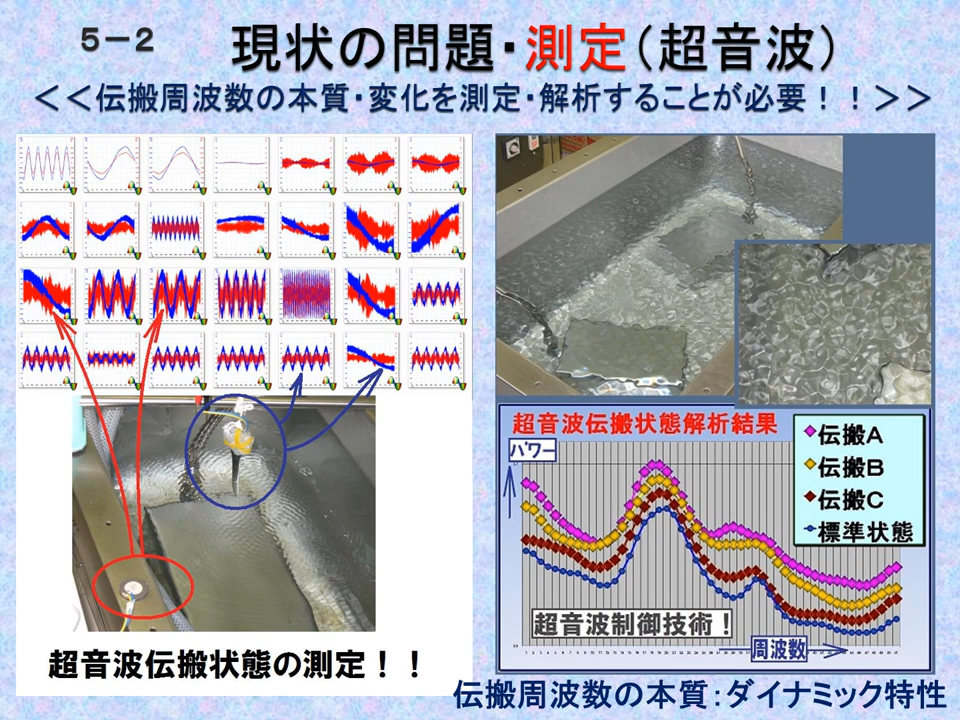 5-2
現状の問題・測定(超音波)
<<伝搬周波数の本質・変化を測定・解析することが必要!!>>
超音波伝搬状態の測定!!
超音波伝搬状態解析結果
パワー
伝搬A
伝搬B
伝搬C
標準状態
超音波制御技術!
周波数
伝搬周波数の本質:ダイナミック特性